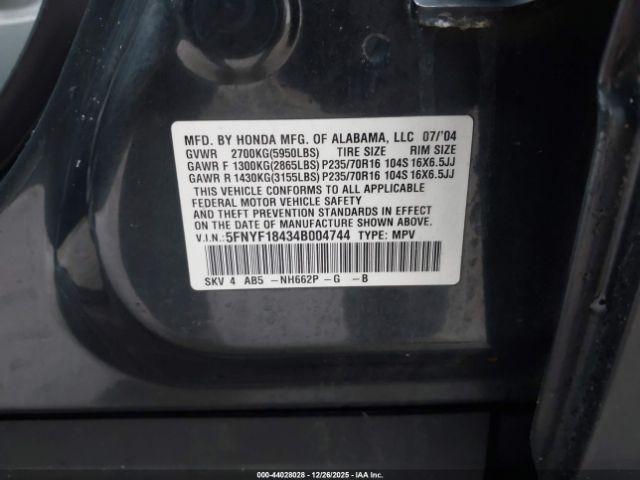 MFD. BY HONDA MFG. OF ALABAMA, LLC 07/'04
GVWR 2700KG(5950LBS) TIRE SIZE RIM SIZE
GAWR F 1300KG(2865LBS) P235/70R16 104S 16X6.5JJ
GAWR R 1430KG(3155LBS) P235/70R16 104S 16X6.5JJ
THIS VEHICLE CONFORMS TO ALL APPLICABLE
FEDERAL MOTOR VEHICLE SAFETY
AND THEFT PREVENTION STANDARDS IN EFFECT
ON THE DATE OF MANUFACTURE SHOWN ABOVE.
V.I.N.: 5FNYF18434B004744 TYPE: MPV
SKV 4 AB5 -NH662P -G -B
000-44028028 - 12/26/2025 - IAA